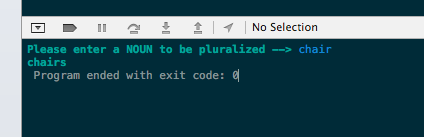 No Selection
Please enter a NOUN to be pluralized --> chair
chairs
Program ended with exit code: 0